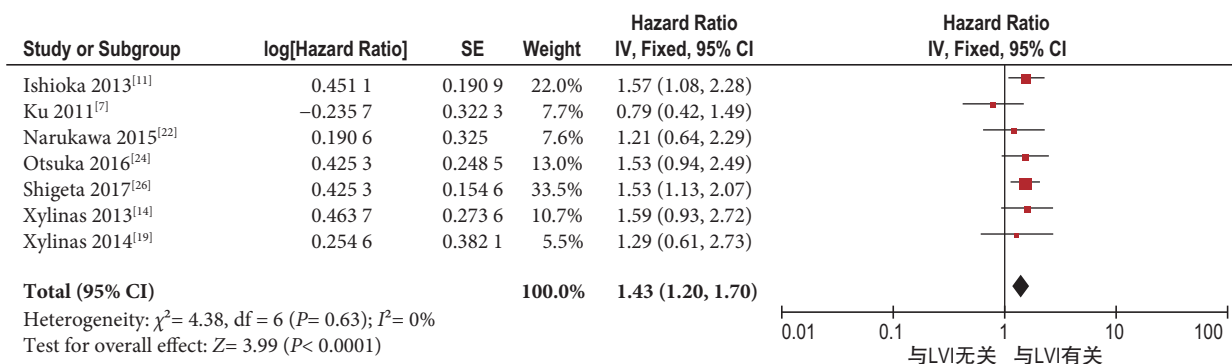 Hazard Ratio Hazard Ratio
Study or Subgroup log[Hazard Ratio] SE Weight IV, Fixed, 95% CI IV, Fixed, 95% CI
Ishioka 2013[11] 0.451 1 0.190 9 22.0% 1.57 (1.08, 2.28)
Ku 2011[7] −0.235 7 0.322 3 7.7% 0.79 (0.42, 1.49)
Narukawa 2015[22] 0.190 6 0.325 7.6% 1.21 (0.64, 2.29)
Otsuka 2016[24] 0.425 3 0.248 5 13.0% 1.53 (0.94, 2.49)
Shigeta 2017[26] 0.425 3 0.154 6 33.5% 1.53 (1.13, 2.07)
Xylinas 2013[14] 0.463 7 0.273 6 10.7% 1.59 (0.93, 2.72)
Xylinas 2014[19] 0.254 6 0.382 1 5.5% 1.29 (0.61, 2.73)
Total (95% CI) 100.0% 1.43 (1.20, 1.70)
Heterogeneity: χ²= 4.38, df = 6 (P= 0.63); I²= 0%
Test for overall effect: Z= 3.99 (P< 0.0001)
0.01 0.1 1 10 100
与LVI无关 与LVI有关